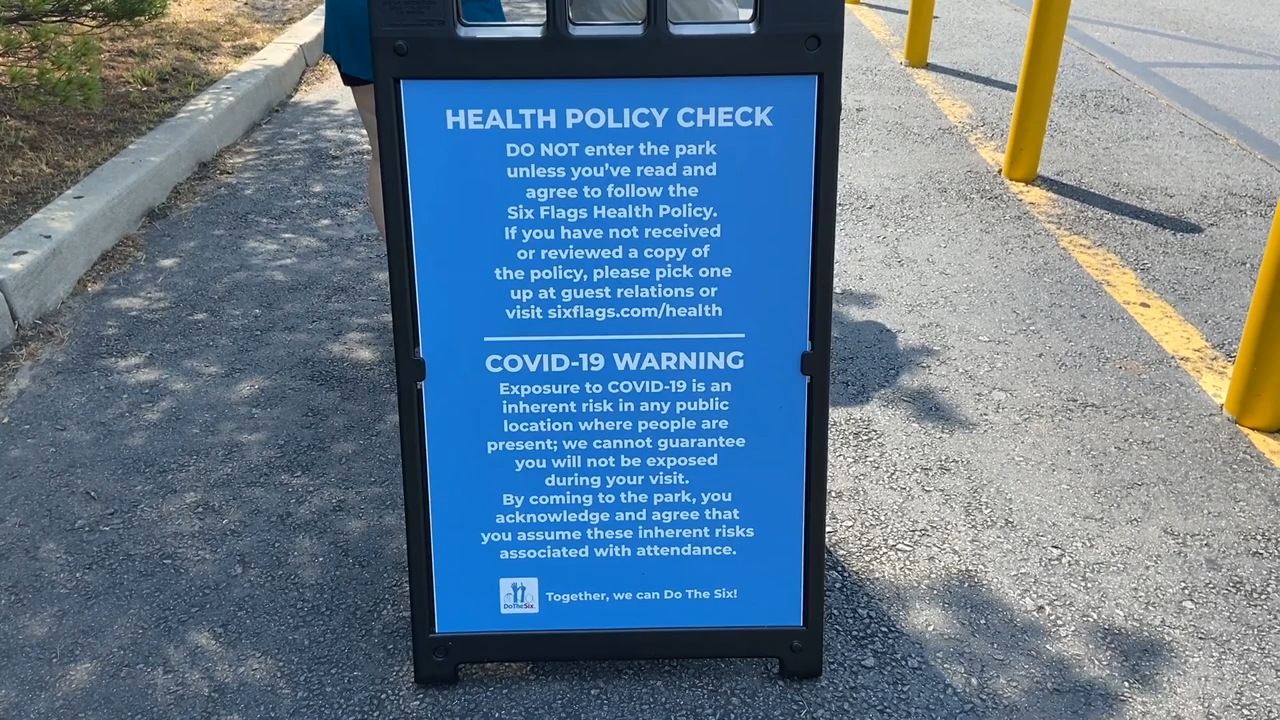 HEALTH POLICY CHECK
DO NOT enter the park
unless you've read and
agree to follow the
Six Flags Health Policy.
If you have not received
or reviewed a copy of
the policy, please pick one
up at guest relations or
visit sixflags.com/health
COVID-19 WARNING
Exposure to COVID-19 is an
inherent risk in any public
location where people are
present; we cannot guarantee
you will not be exposed
during your visit.
By coming to the park, you
acknowledge and agree that
you assume these inherent risks
associated with attendance.
DoTheSix
Together, we can Do The Six!